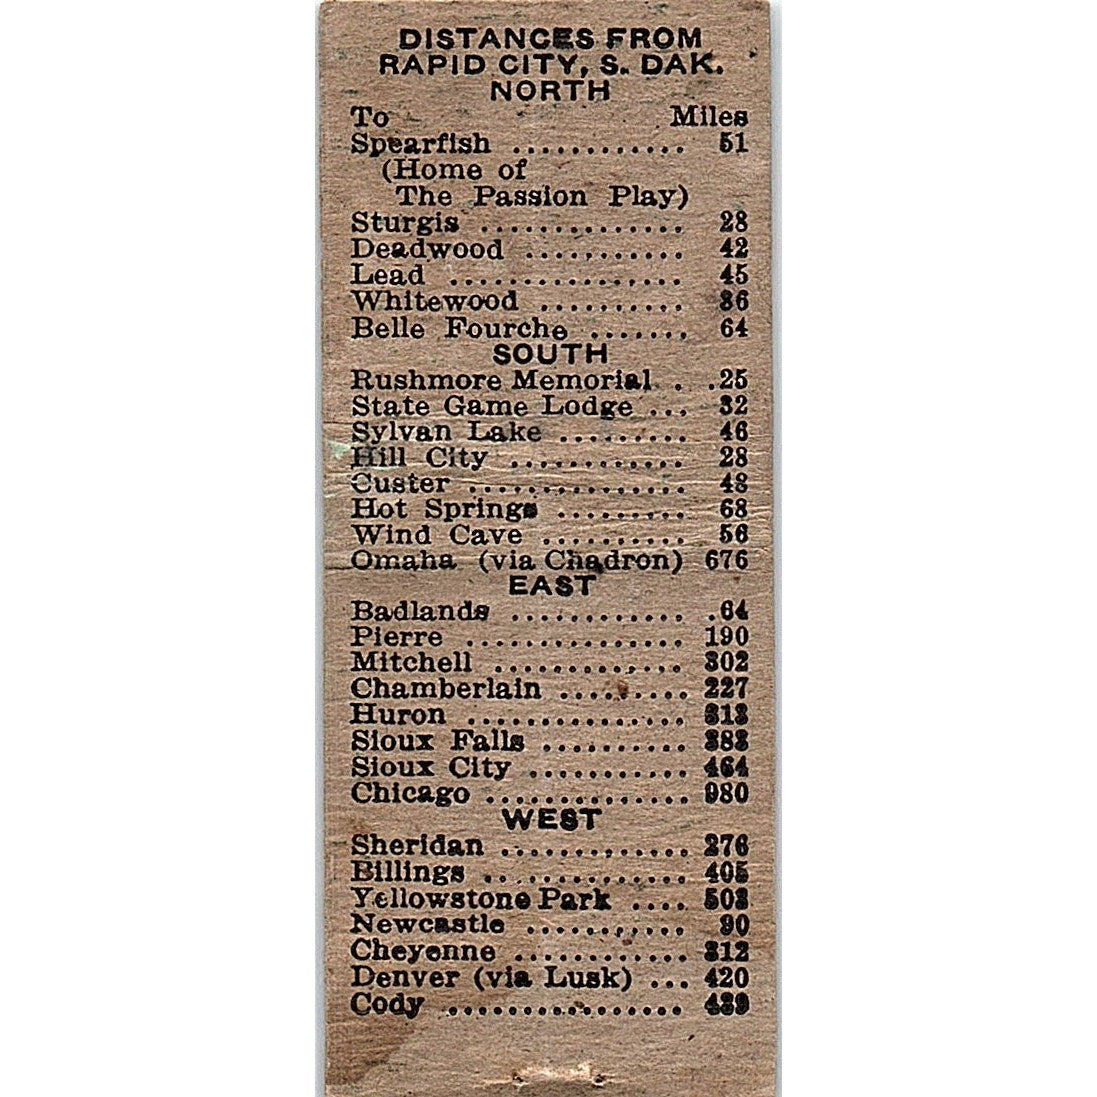 DISTANCES FROM
RAPID CITY, S. DAK.
NORTH
To Miles
Spearfish ............ 51
(Home of
The Passion Play)
Sturgis .............. 28
Deadwood ........... 42
Lead ................ 45
Whitewood .......... 36
Belle Fourche ....... 64
SOUTH
Rushmore Memorial. . .25
State Game Lodge ... 32
Sylvan Lake ......... 46
Hill City ............ 28
Custer ............... 48
Hot Springs ......... 68
Wind Cave .......... 56
Omaha (via Chadron) 676
EAST
Badlands ............ .64
Pierre ............... 190
Mitchell ............. 302
Chamberlain ......... 227
Huron ............... 313
Sioux Falls .......... 383
Sioux City ........... 464
Chicago .............. 980
WEST
Sheridan ............. 276
Billings .............. 405
Yellowstone Park .... 503
Newcastle ........... 90
Cheyenne ............ 312
Denver (via Lusk) ... 420
Cody ................